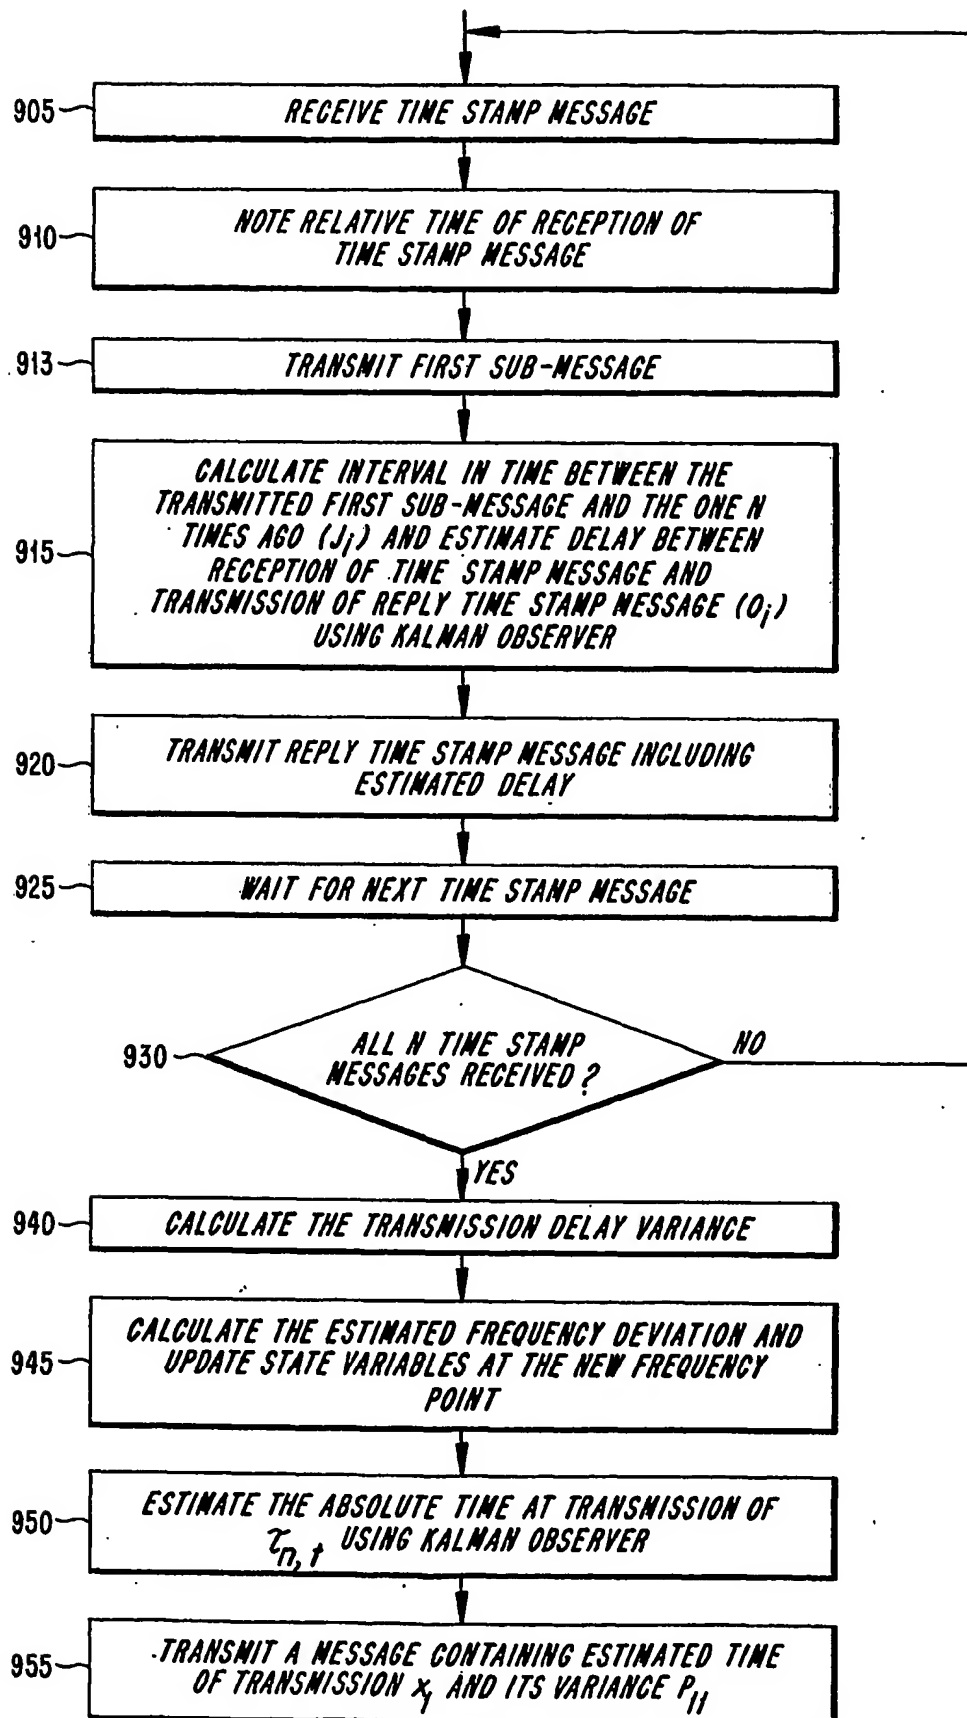 905 RECEIVE TIME STAMP MESSAGE
910 NOTE RELATIVE TIME OF RECEPTION OF
TIME STAMP MESSAGE
913 TRANSMIT FIRST SUB-MESSAGE
CALCULATE INTERVAL IN TIME BETWEEN THE
TRANSMITTED FIRST SUB-MESSAGE AND THE ONE N
TIMES AGO (J_i) AND ESTIMATE DELAY BETWEEN
915 RECEPTION OF TIME STAMP MESSAGE AND
TRANSMISSION OF REPLY TIME STAMP MESSAGE (O_i)
USING KALMAN OBSERVER
920 TRANSMIT REPLY TIME STAMP MESSAGE INCLUDING
ESTIMATED DELAY
925 WAIT FOR NEXT TIME STAMP MESSAGE
930 ALL N TIME STAMP
MESSAGES RECEIVED?
NO
YES
940 CALCULATE THE TRANSMISSION DELAY VARIANCE
CALCULATE THE ESTIMATED FREQUENCY DEVIATION AND
945 UPDATE STATE VARIABLES AT THE NEW FREQUENCY
POINT
950 ESTIMATE THE ABSOLUTE TIME AT TRANSMISSION OF
τ_{n,t} USING KALMAN OBSERVER
955 TRANSMIT A MESSAGE CONTAINING ESTIMATED TIME
OF TRANSMISSION x_1 AND ITS VARIANCE P_{11}